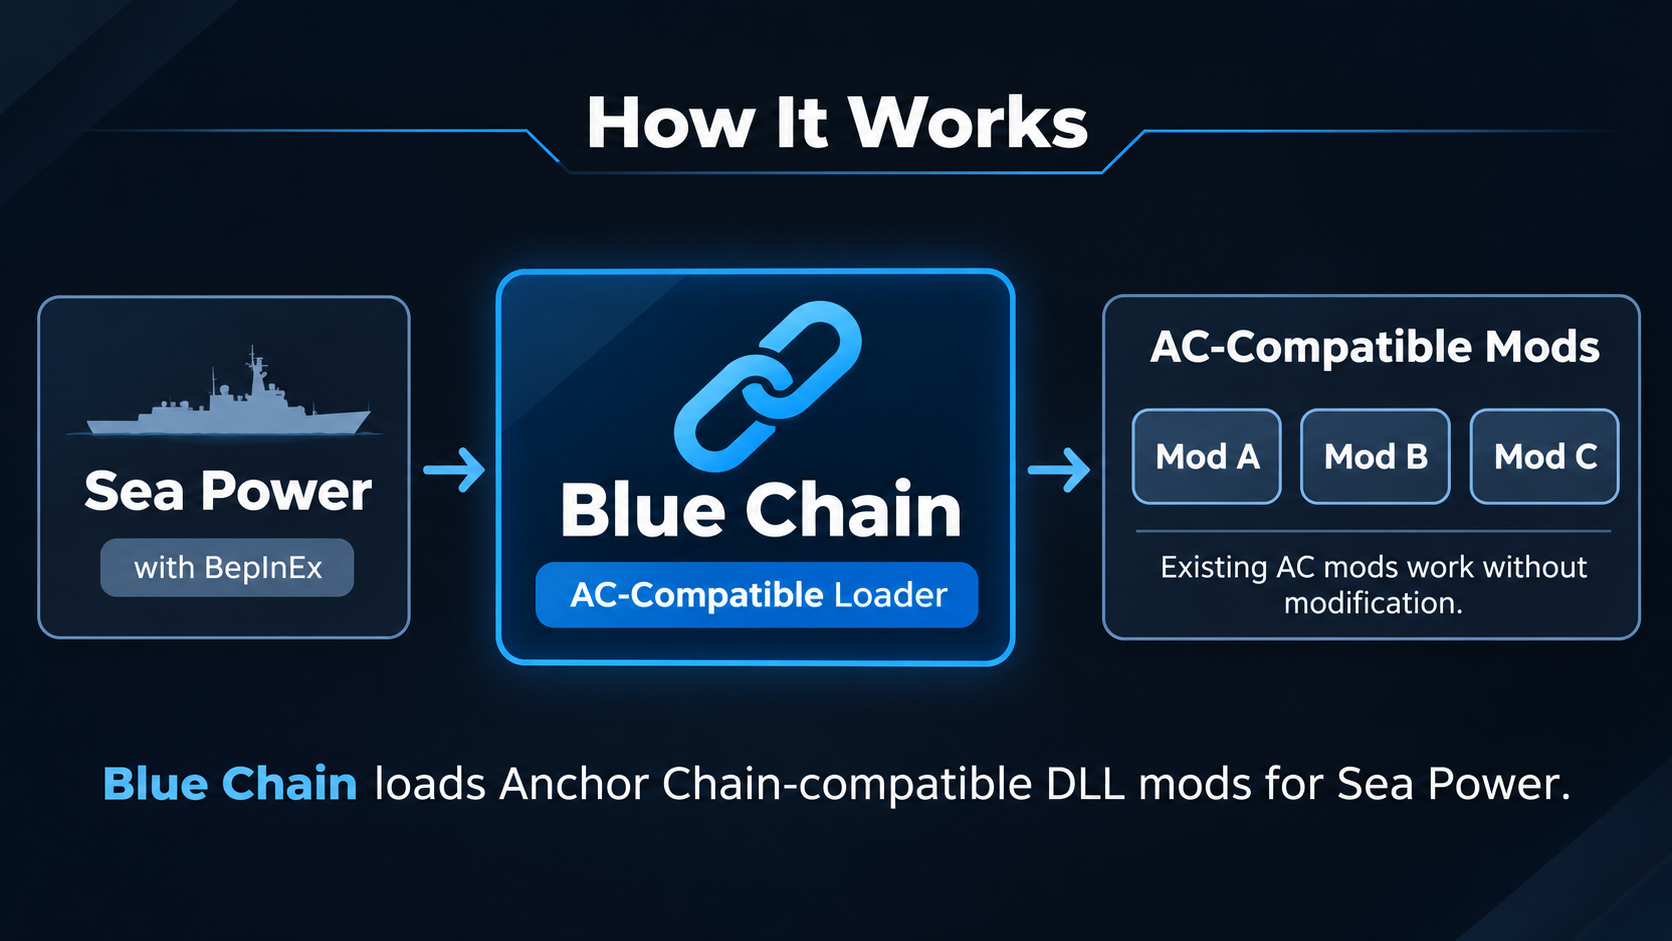 How It Works
Sea Power
with BepInEx
Blue Chain
AC-Compatible Loader
AC-Compatible Mods
Mod A
Mod B
Mod C
Existing AC mods work without
modification.
Blue Chain loads Anchor Chain-compatible DLL mods for Sea Power.